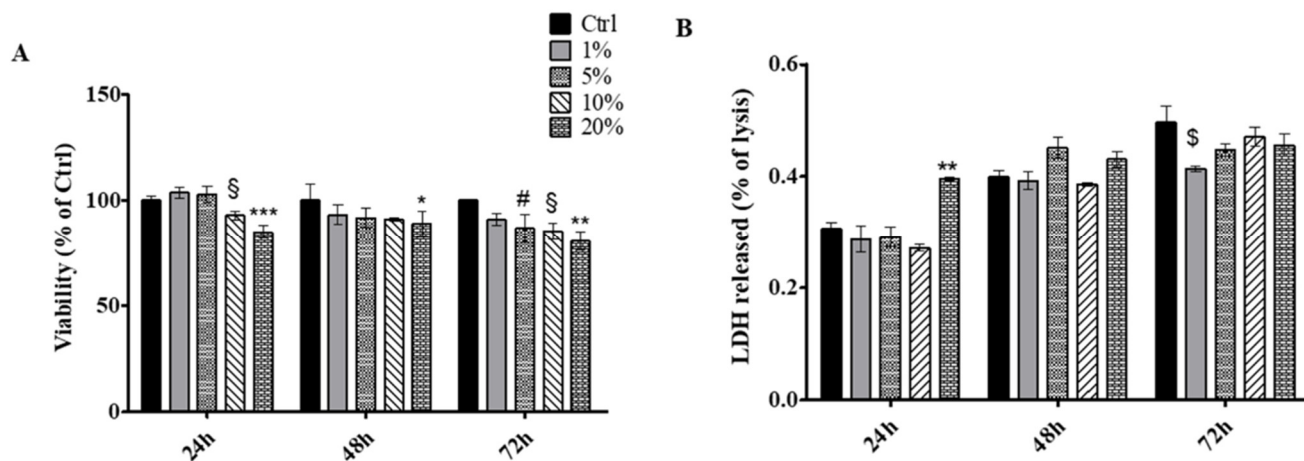 A
Ctrl
1%
5%
10%
20%
Viability (% of Ctrl)
150
100
50
0
§
***
*
#
§
**
24h
48h
72h
B
LDH released (% of lysis)
0.6
0.4
0.2
0.0
**
$
24h
48h
72h